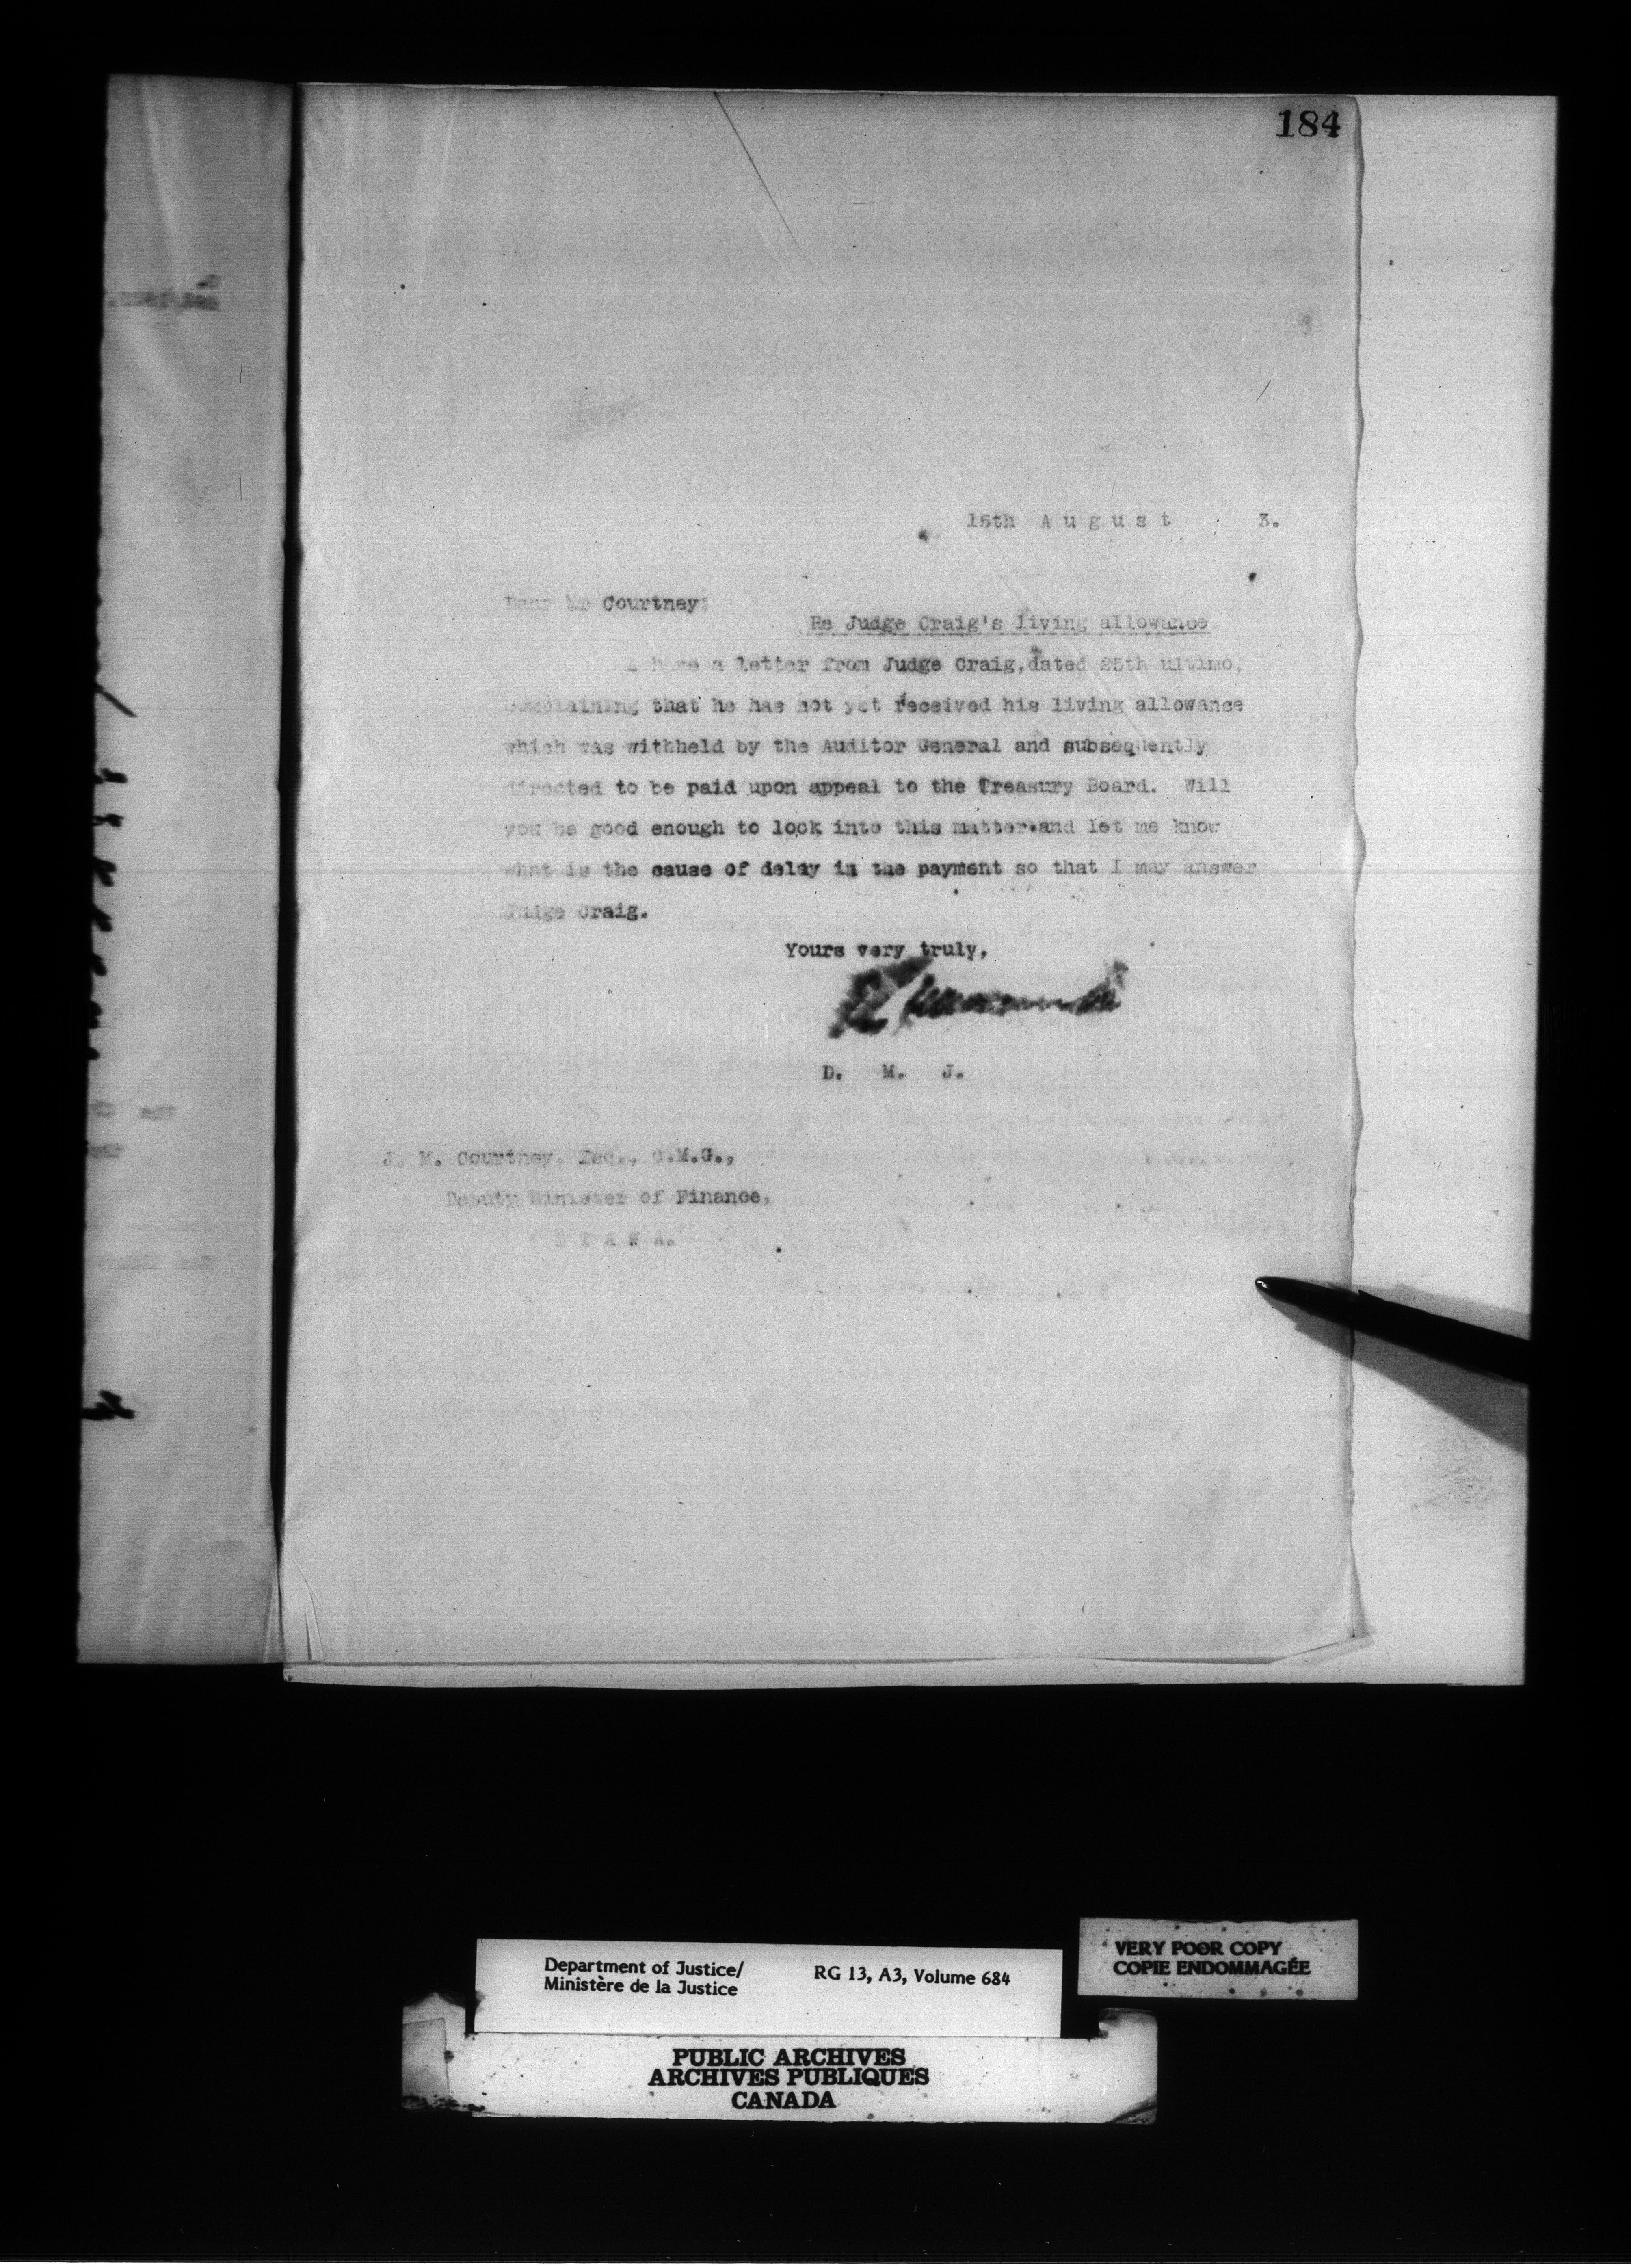 184
15th August 3.
Dear Mr Courtney:
Re Judge Craig's living allowance
I have a letter from Judge Craig, dated 25th ultimo,
complaining that he has not yet received his living allowance
which was withheld by the Auditor General and subsequently
directed to be paid upon appeal to the Treasury Board. Will
you be good enough to look into this matter and let me know
what is the cause of delay in the payment so that I may answer
Judge Craig.
Yours very truly,
D. M. J.
J. M. Courtney, Esq., C.M.G.,
Deputy Minister of Finance,
T A W A.
Department of Justice/ RG 13, A3, Volume 684
Ministère de la Justice
VERY POOR COPY
COPIE ENDOMMAGÉE
PUBLIC ARCHIVES
ARCHIVES PUBLIQUES
CANADA